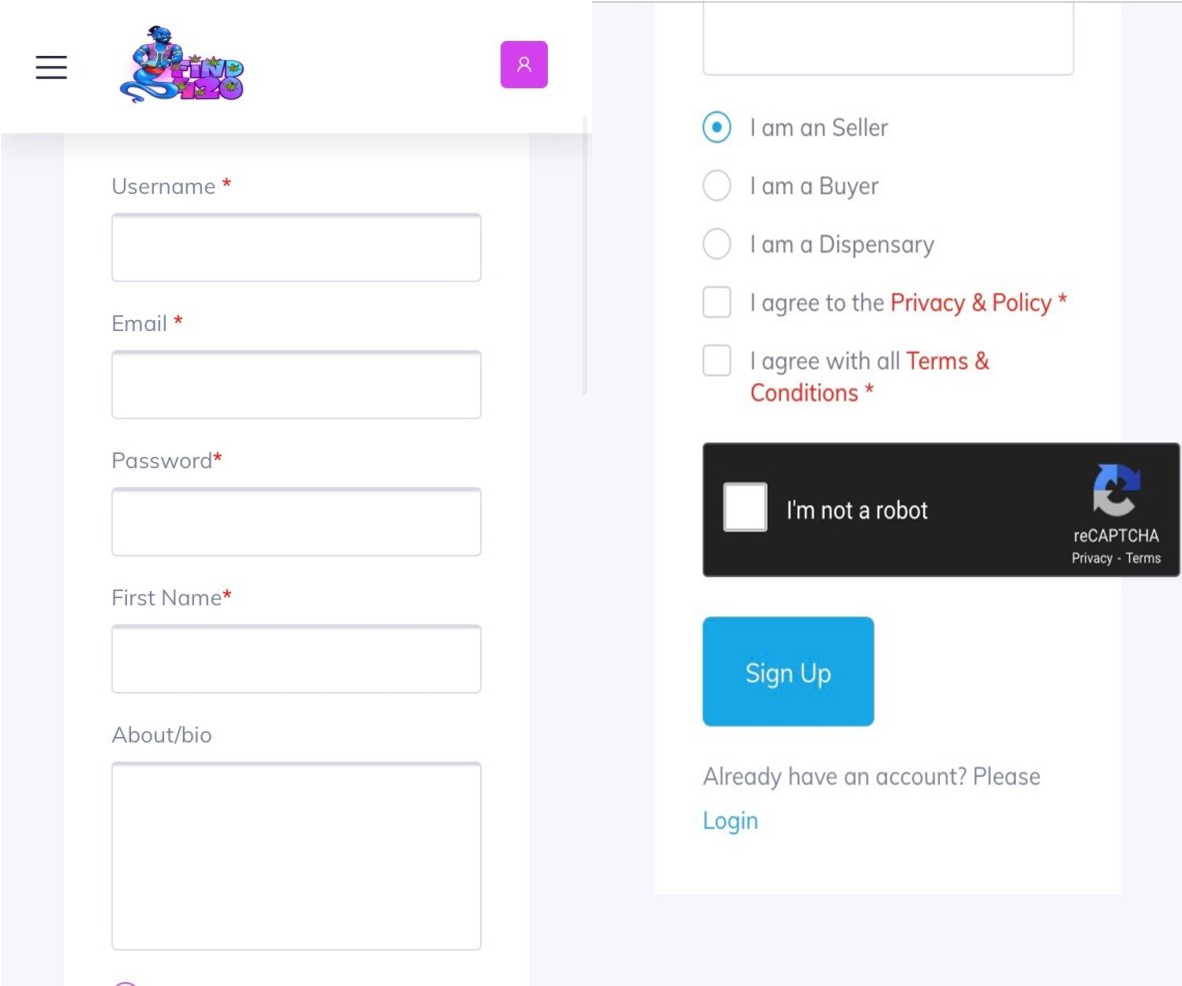 FIND
420
Username *
Email *
Password*
First Name*
About/bio
I am an Seller
I am a Buyer
I am a Dispensary
I agree to the Privacy & Policy *
I agree with all Terms &
Conditions *
I'm not a robot
reCAPTCHA
Privacy - Terms
Sign Up
Already have an account? Please
Login